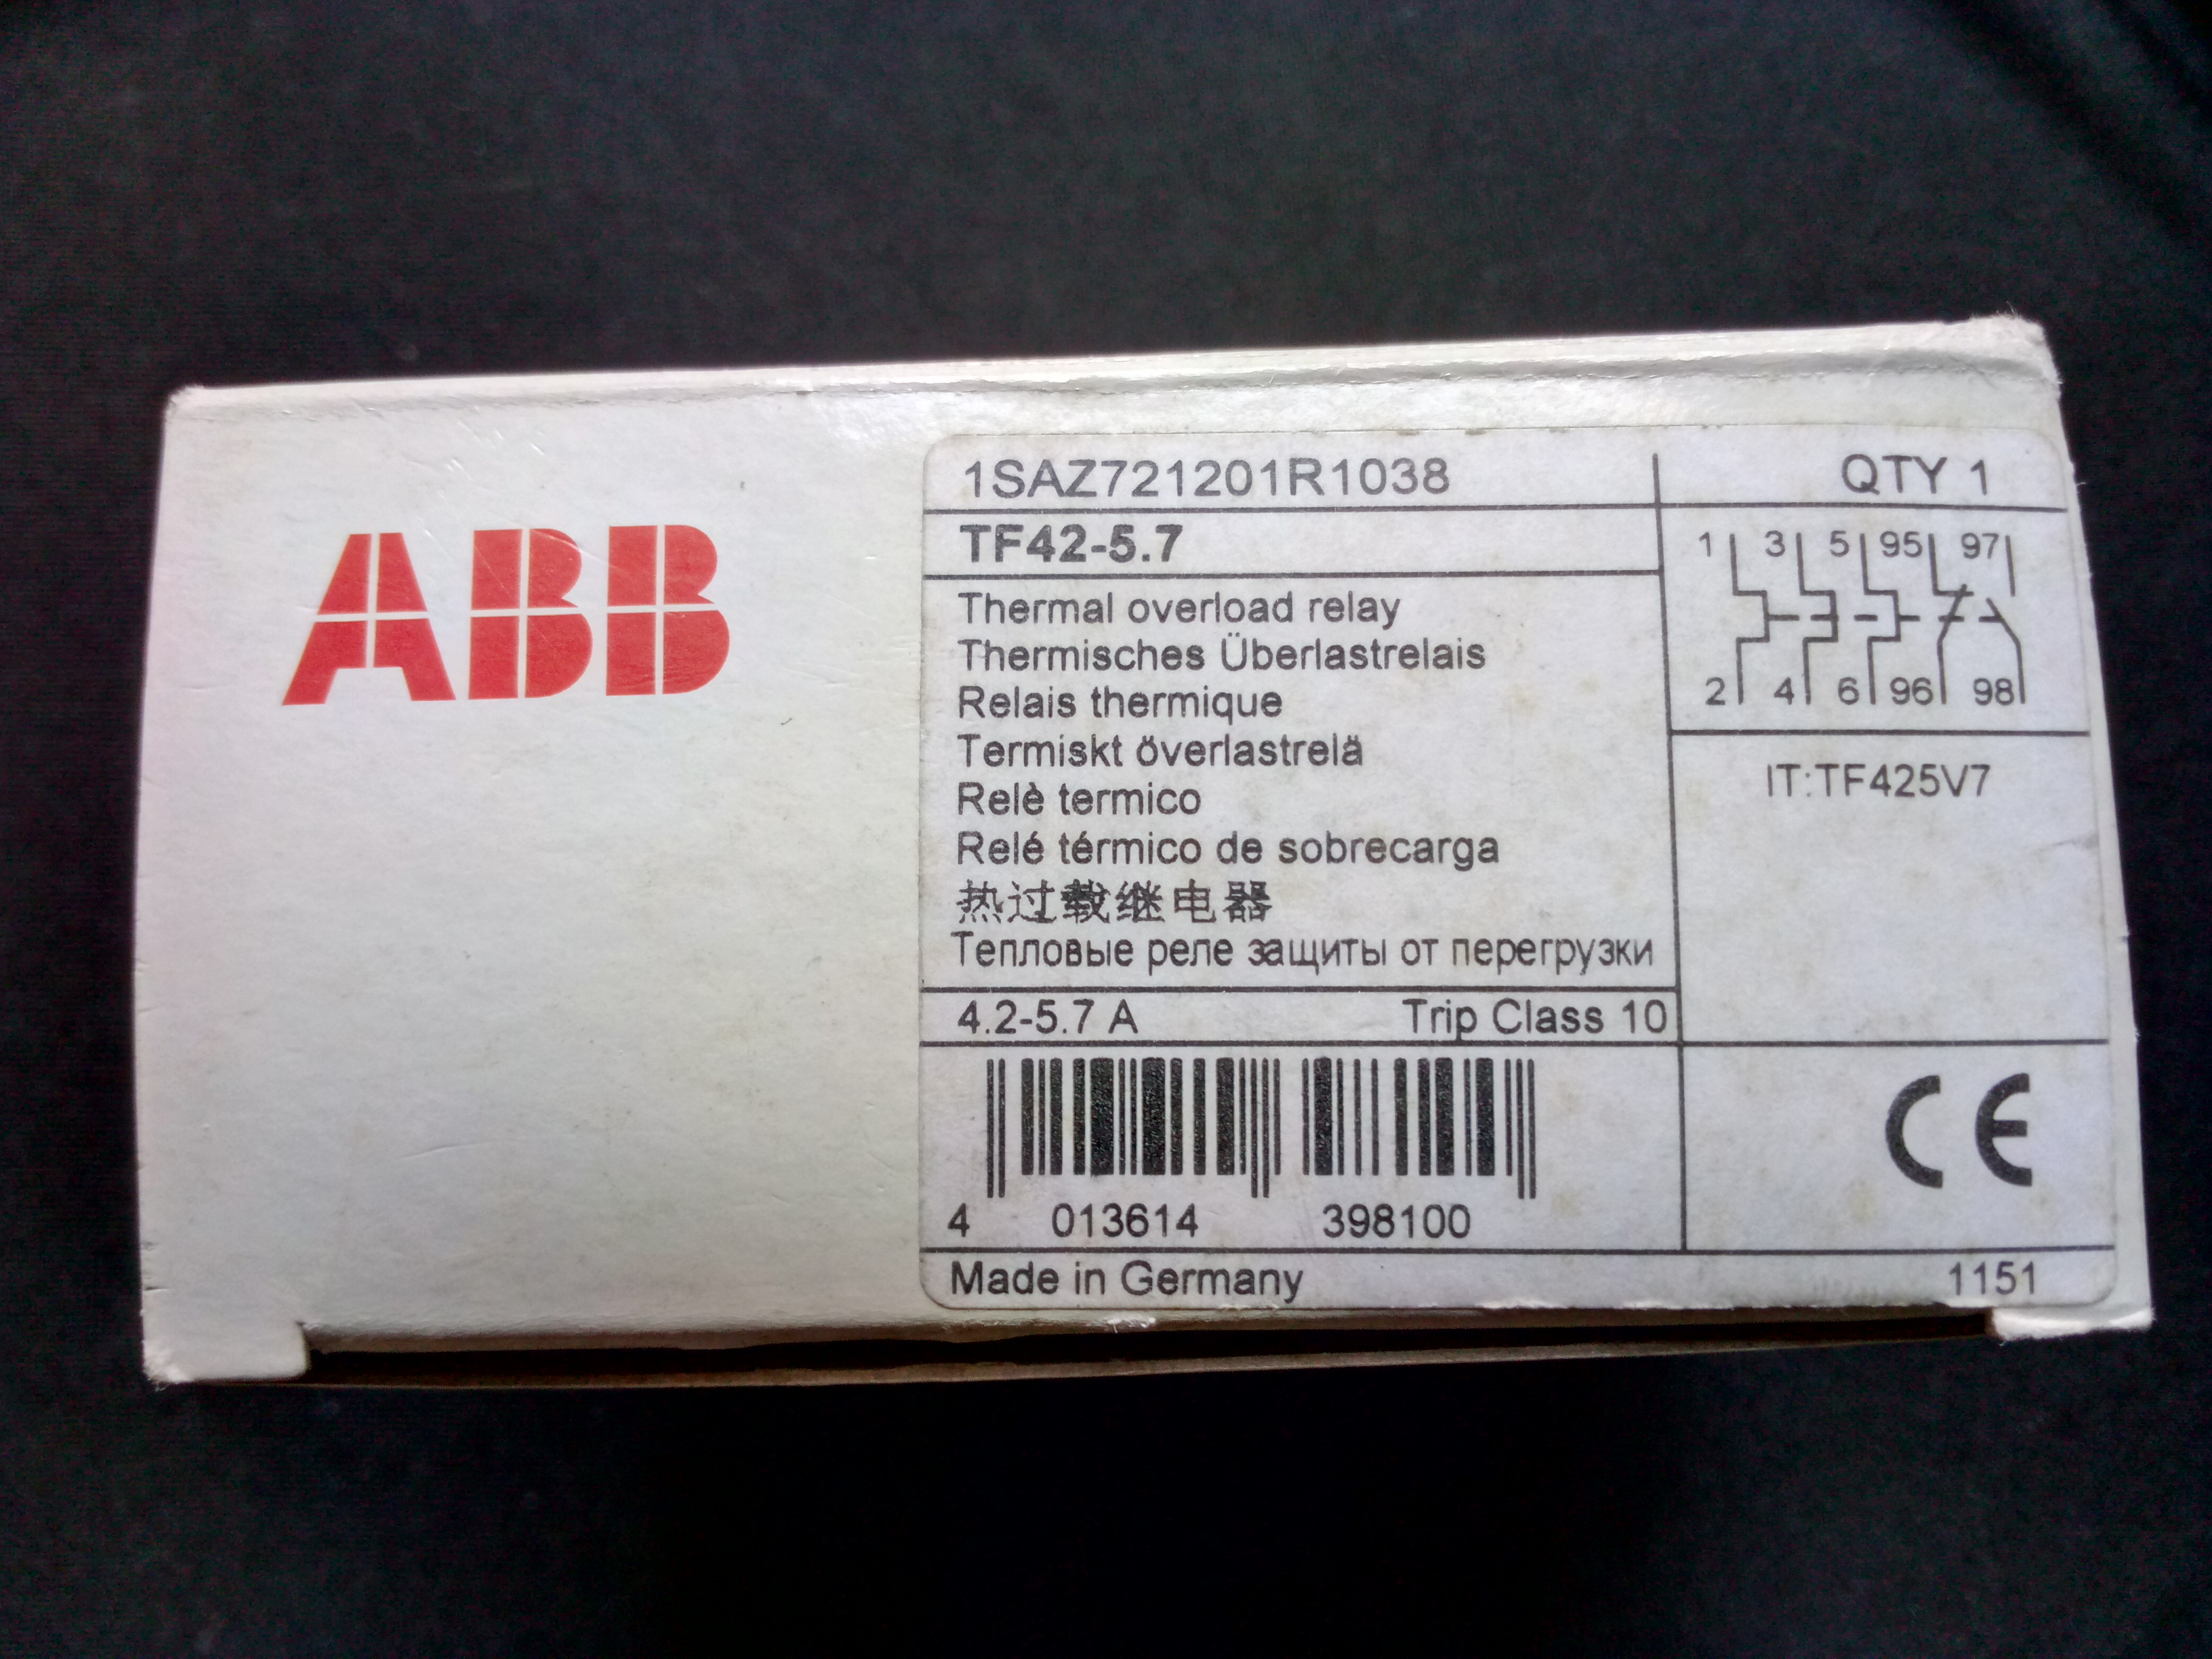 ABB
1SAZ721201R1038
QTY 1
TF42-5.7
1 3 5 95 97
2 4 6 96 98
Thermal overload relay
Thermisches Überlastrelais
Relais thermique
Termiskt överlastrelä
Relè termico
Relé térmico de sobrecarga
热过载继电器
Тепловые реле защиты от перегрузки
IT:TF425V7
4.2-5.7 A Trip Class 10
4 013614 398100
CE
Made in Germany
1151